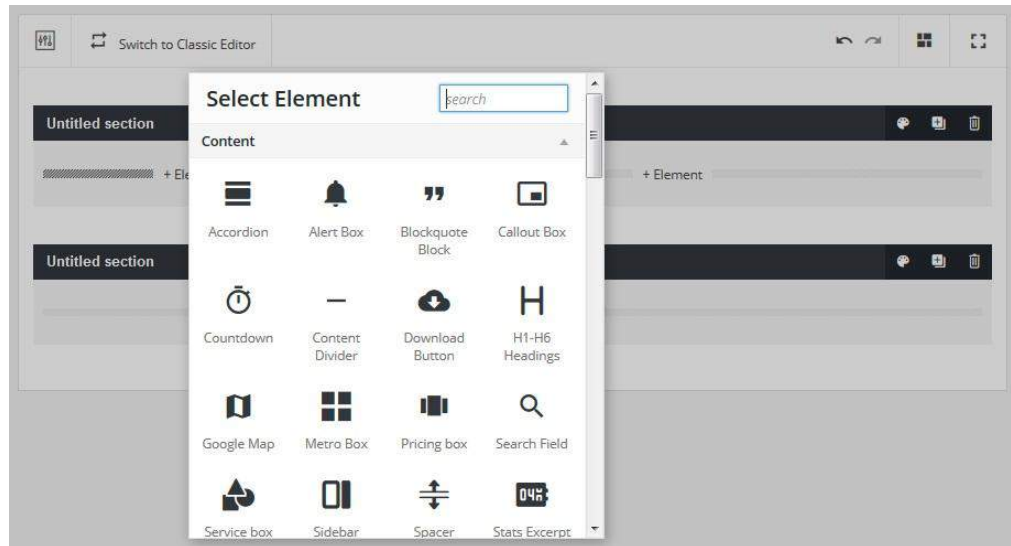 Switch to Classic Editor
Select Element
search
Untitled section
Content
+ Ele
+ Element
Accordion
Alert Box
Blockquote
Block
Callout Box
Untitled section
Countdown
Content
Divider
Download
Button
H
H1-H6
Headings
Google Map
Metro Box
Pricing box
Search Field
Service box
Sidebar
Spacer
Stats Excerpt